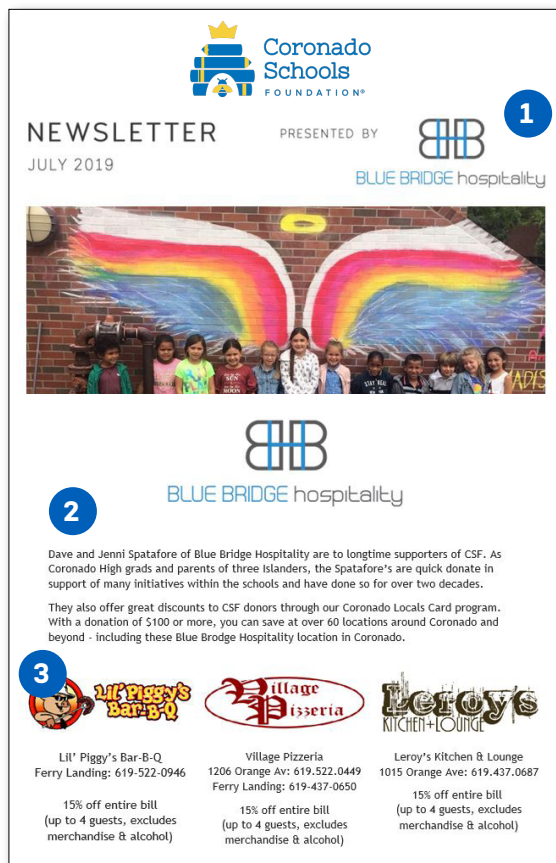 Coronado
Schools
FOUNDATION®
1
NEWSLETTER
PRESENTED BY
BHB
JULY 2019
BLUE BRIDGE hospitality
BHB
BLUE BRIDGE hospitality
2
Dave and Jenni Spatafore of Blue Bridge Hospitality are to longtime supporters of CSF. As
Coronado High grads and parents of three Islanders, the Spatafore's are quick donate in
support of many initiatives within the schools and have done so for over two decades.
They also offer great discounts to CSF donors through our Coronado Locals Card program.
With a donation of $100 or more, you can save at over 60 locations around Coronado and
beyond - including these Blue Brodge Hospitality location in Coronado.
3
Lil' Piggy's
Bar-B-Q
Village
Pizzeria
Leroy's
KITCHEN+LOUNGE
Lil' Piggy's Bar-B-Q
Ferry Landing: 619-522-0946
15% off entire bill
(up to 4 guests, excludes
merchandise & alcohol)
Village Pizzeria
1206 Orange Av: 619.522.0449
Ferry Landing: 619-437-0650
15% off entire bill
(up to 4 guests, excludes
merchandise & alcohol)
Leroy's Kitchen & Lounge
1015 Orange Ave: 619.437.0687
15% off entire bill
(up to 4 guests, excludes
merchandise & alcohol)